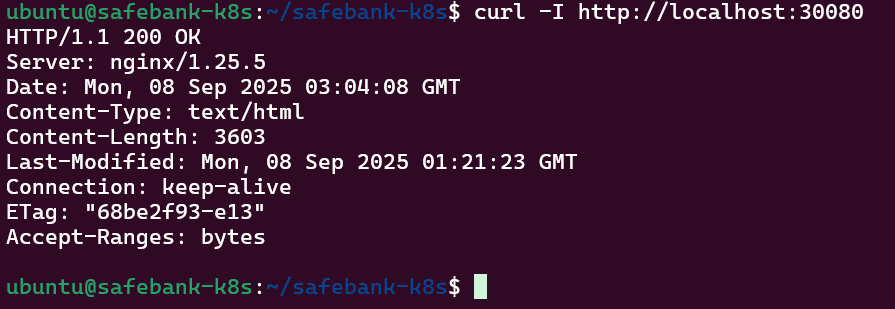 ubuntu@safebank-k8s:~/safebank-k8s$ curl -I http://localhost:30080
HTTP/1.1 200 OK
Server: nginx/1.25.5
Date: Mon, 08 Sep 2025 03:04:08 GMT
Content-Type: text/html
Content-Length: 3603
Last-Modified: Mon, 08 Sep 2025 01:21:23 GMT
Connection: keep-alive
ETag: "68be2f93-e13"
Accept-Ranges: bytes
ubuntu@safebank-k8s:~/safebank-k8s$